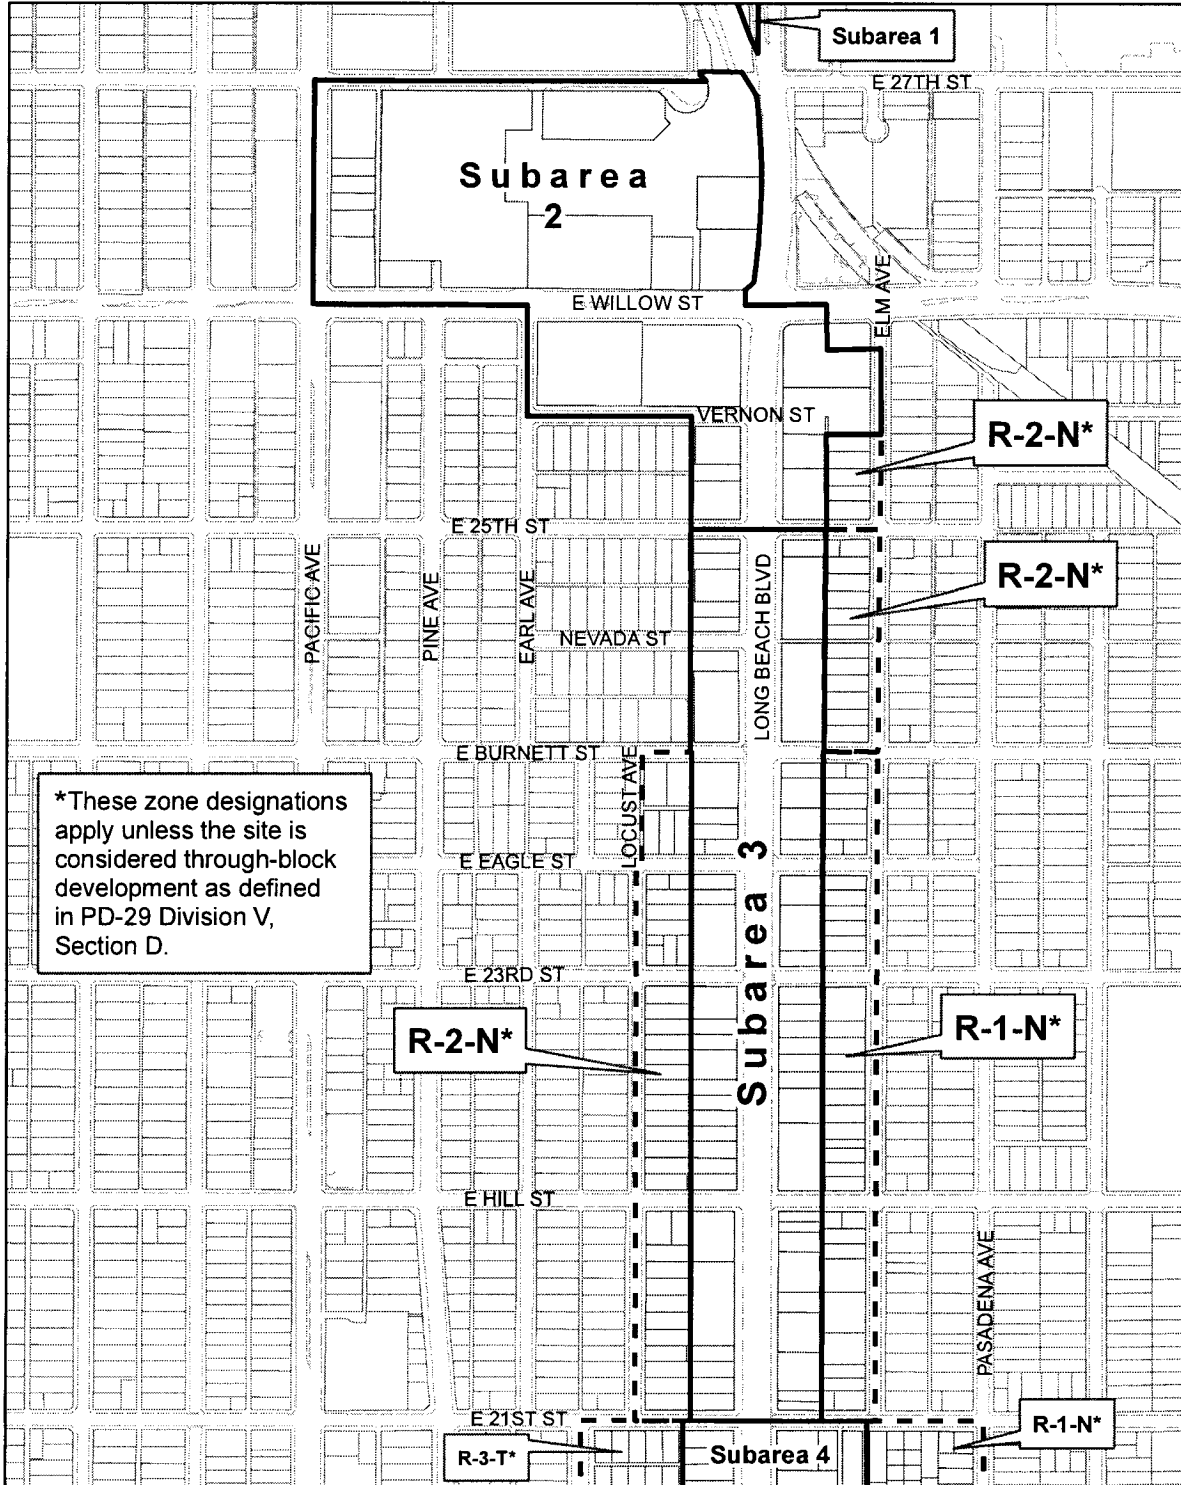 Subarea 1
E 27TH ST
Subarea
2
ELM AVE
E WILLOW ST
VERNON ST
R-2-N*
E 25TH ST
PACIFIC AVE
PINE AVE
EARL AVE
LONG BEACH BLVD
R-2-N*
NEVADA ST
E BURNETT ST
LOCUST AVE
*These zone designations
apply unless the site is
considered through-block
development as defined
in PD-29 Division V,
Section D.
E EAGLE ST
Subarea 3
E 23RD ST
R-2-N*
R-1-N*
E HILL ST
PASADENA AVE
E 21ST ST
R-3-T*
Subarea 4
R-1-N*